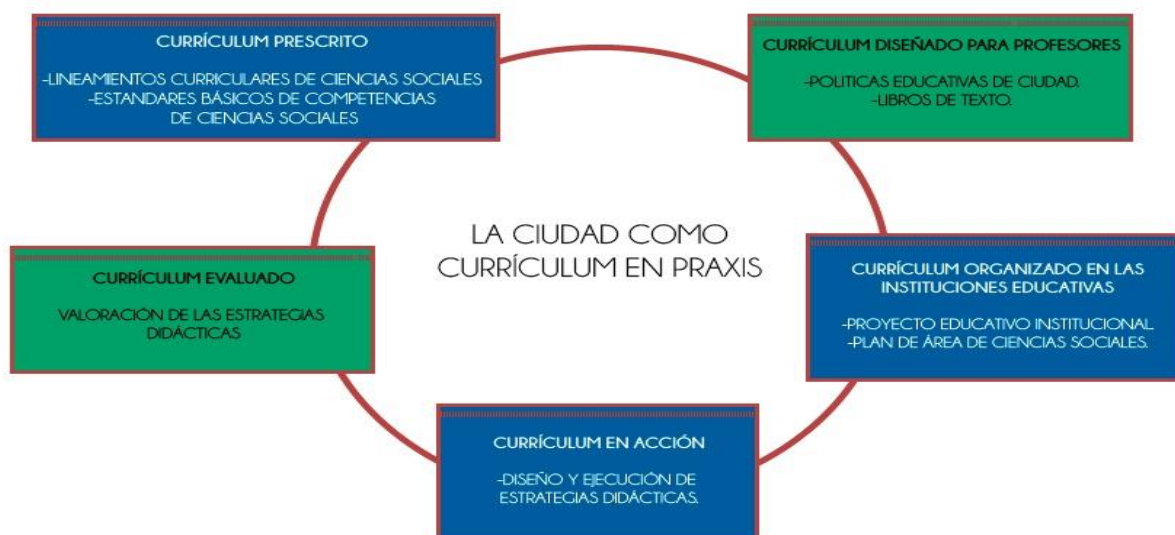 CURRÍCULUM PRESCRITO
-LINEAMIENTOS CURRICULARES DE CIENCIAS SOCIALES
-ESTANDARES BÁSICOS DE COMPETENCIAS
DE CIENCIAS SOCIALES
CURRÍCULUM DISEÑADO PARA PROFESORES
-POLITICAS EDUCATIVAS DE CIUDAD.
-LIBROS DE TEXTO.
LA CIUDAD COMO
CURRÍCULUM EN PRAXIS
CURRÍCULUM ORGANIZADO EN LAS
INSTITUCIONES EDUCATIVAS
-PROYECTO EDUCATIVO INSTITUCIONAL.
-PLAN DE ÁREA DE CIENCIAS SOCIALES.
CURRÍCULUM EN ACCIÓN
-DISEÑO Y EJECUCIÓN DE
ESTRATEGIAS DIDÁCTICAS.
CURRÍCULUM EVALUADO
VALORACIÓN DE LAS ESTRATEGIAS
DIDÁCTICAS